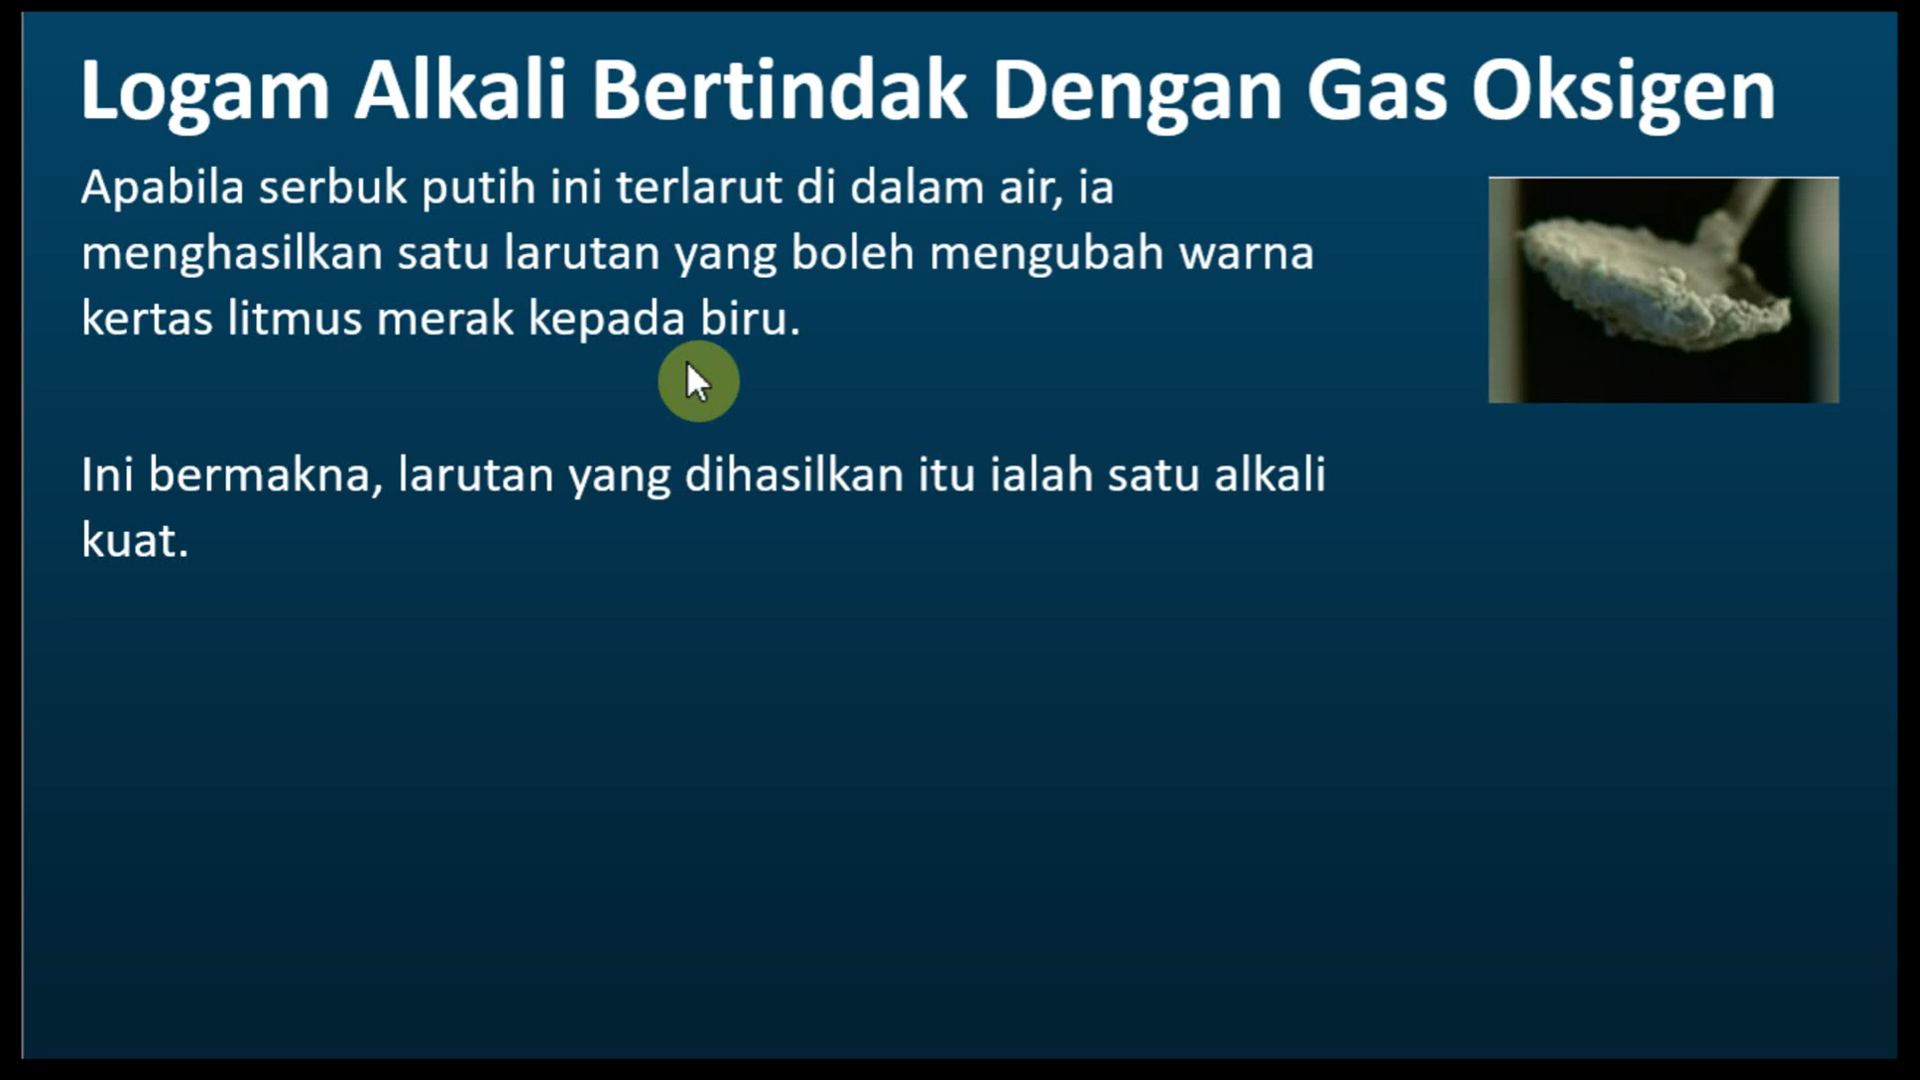 Logam Alkali Bertindak Dengan Gas Oksigen
Apabila serbuk putih ini terlarut di dalam air, ia
menghasilkan satu larutan yang boleh mengubah warna
kertas litmus merak kepada biru.
Ini bermakna, larutan yang dihasilkan itu ialah satu alkali
kuat.